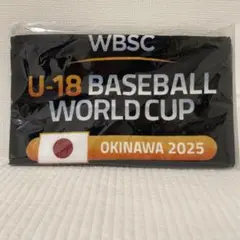 WBSC
U-18 BASEBALL
WORLD CUP
OKINAWA 2025